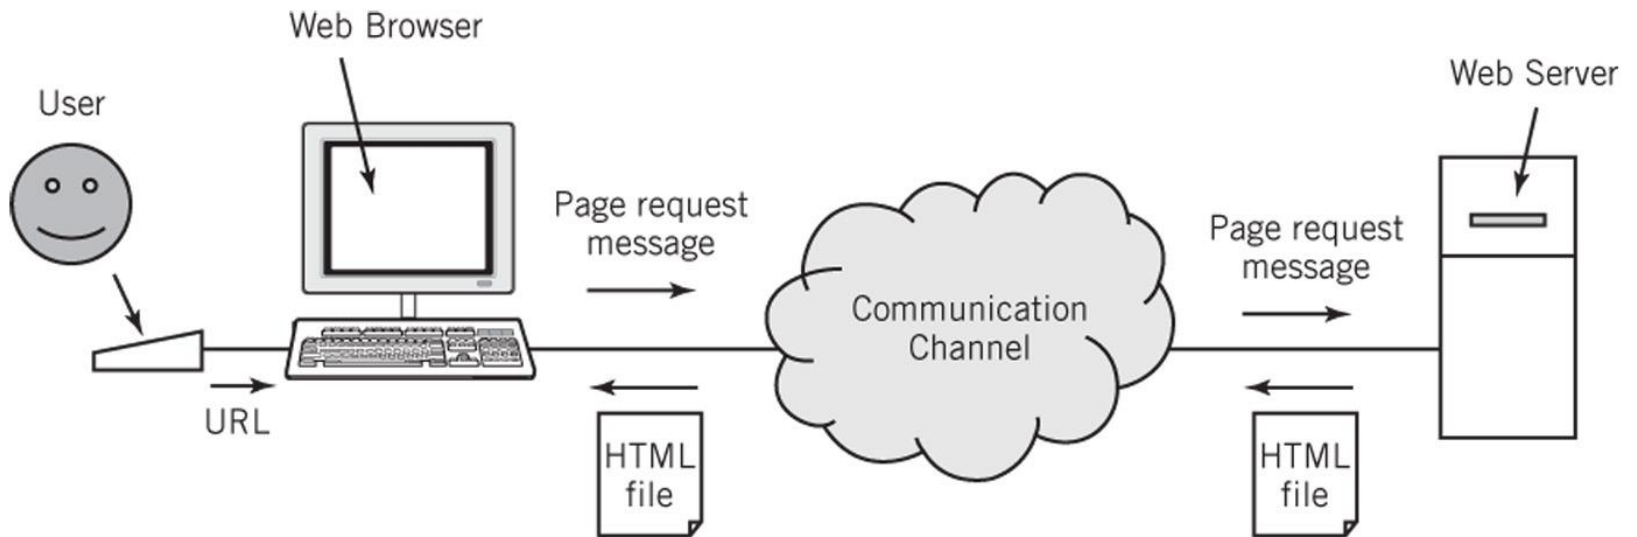 Web Browser
Web Server
User
Page request
message
Page request
message
Communication
Channel
URL
HTML
file
HTML
file